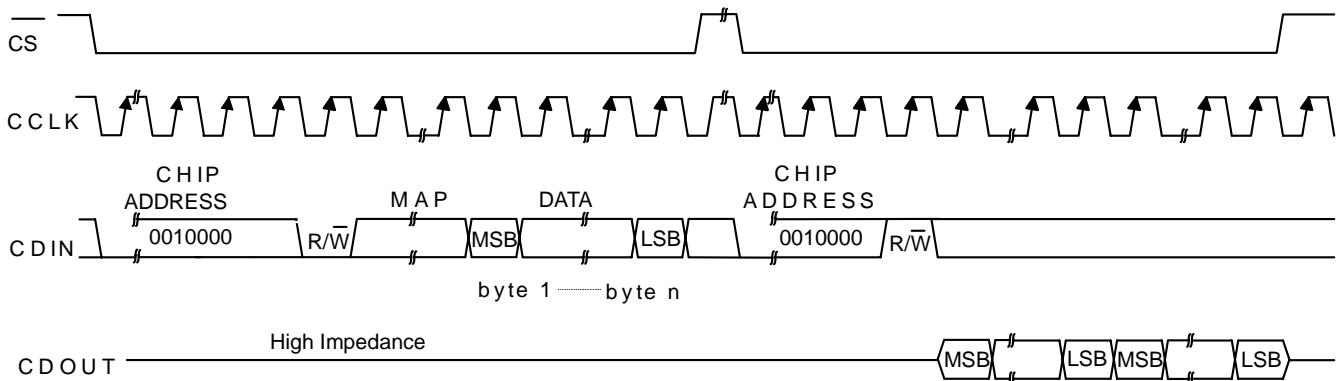 CS
CCLK
CHIP
ADDRESS
MAP
DATA
CHIP
ADDRESS
CDIN
0010000
R/W
MSB
LSB
0010000
R/W
byte 1 byte n
High Impedance
CDOUT
MSB
LSB
MSB
LSB